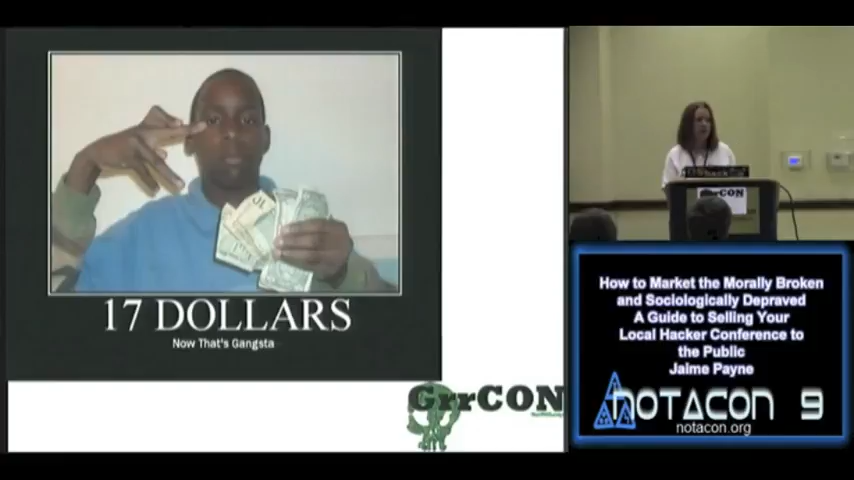 17 DOLLARS
Now That's Gangsta
GrrCON
GrrCON
How to Market the Morally Broken
and Sociologically Depraved
A Guide to Selling Your
Local Hacker Conference to
the Public
Jaime Payne
NOTACON 9
notacon.org